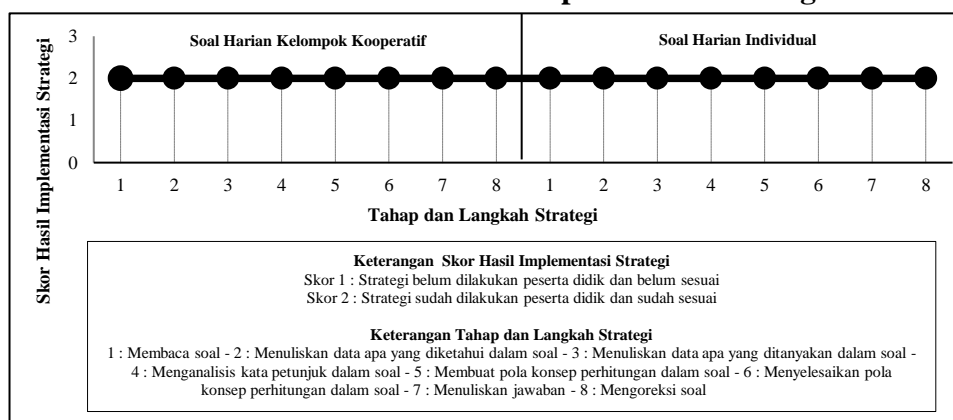 3
Soal Harian Kelompok Kooperatif
Soal Harian Individual
2
1
0
Skor Hasil Implementasi Strategi
1 2 3 4 5 6 7 8 1 2 3 4 5 6 7 8
Tahap dan Langkah Strategi
Keterangan Skor Hasil Implementasi Strategi
Skor 1 : Strategi belum dilakukan peserta didik dan belum sesuai
Skor 2 : Strategi sudah dilakukan peserta didik dan sudah sesuai
Keterangan Tahap dan Langkah Strategi
1 : Membaca soal - 2 : Menuliskan data apa yang diketahui dalam soal - 3 : Menuliskan data apa yang ditanyakan dalam soal -
4 : Menganalisis kata petunjuk dalam soal - 5 : Membuat pola konsep perhitungan dalam soal - 6 : Menyelesaikan pola
konsep perhitungan dalam soal - 7 : Menuliskan jawaban - 8 : Mengoreksi soal